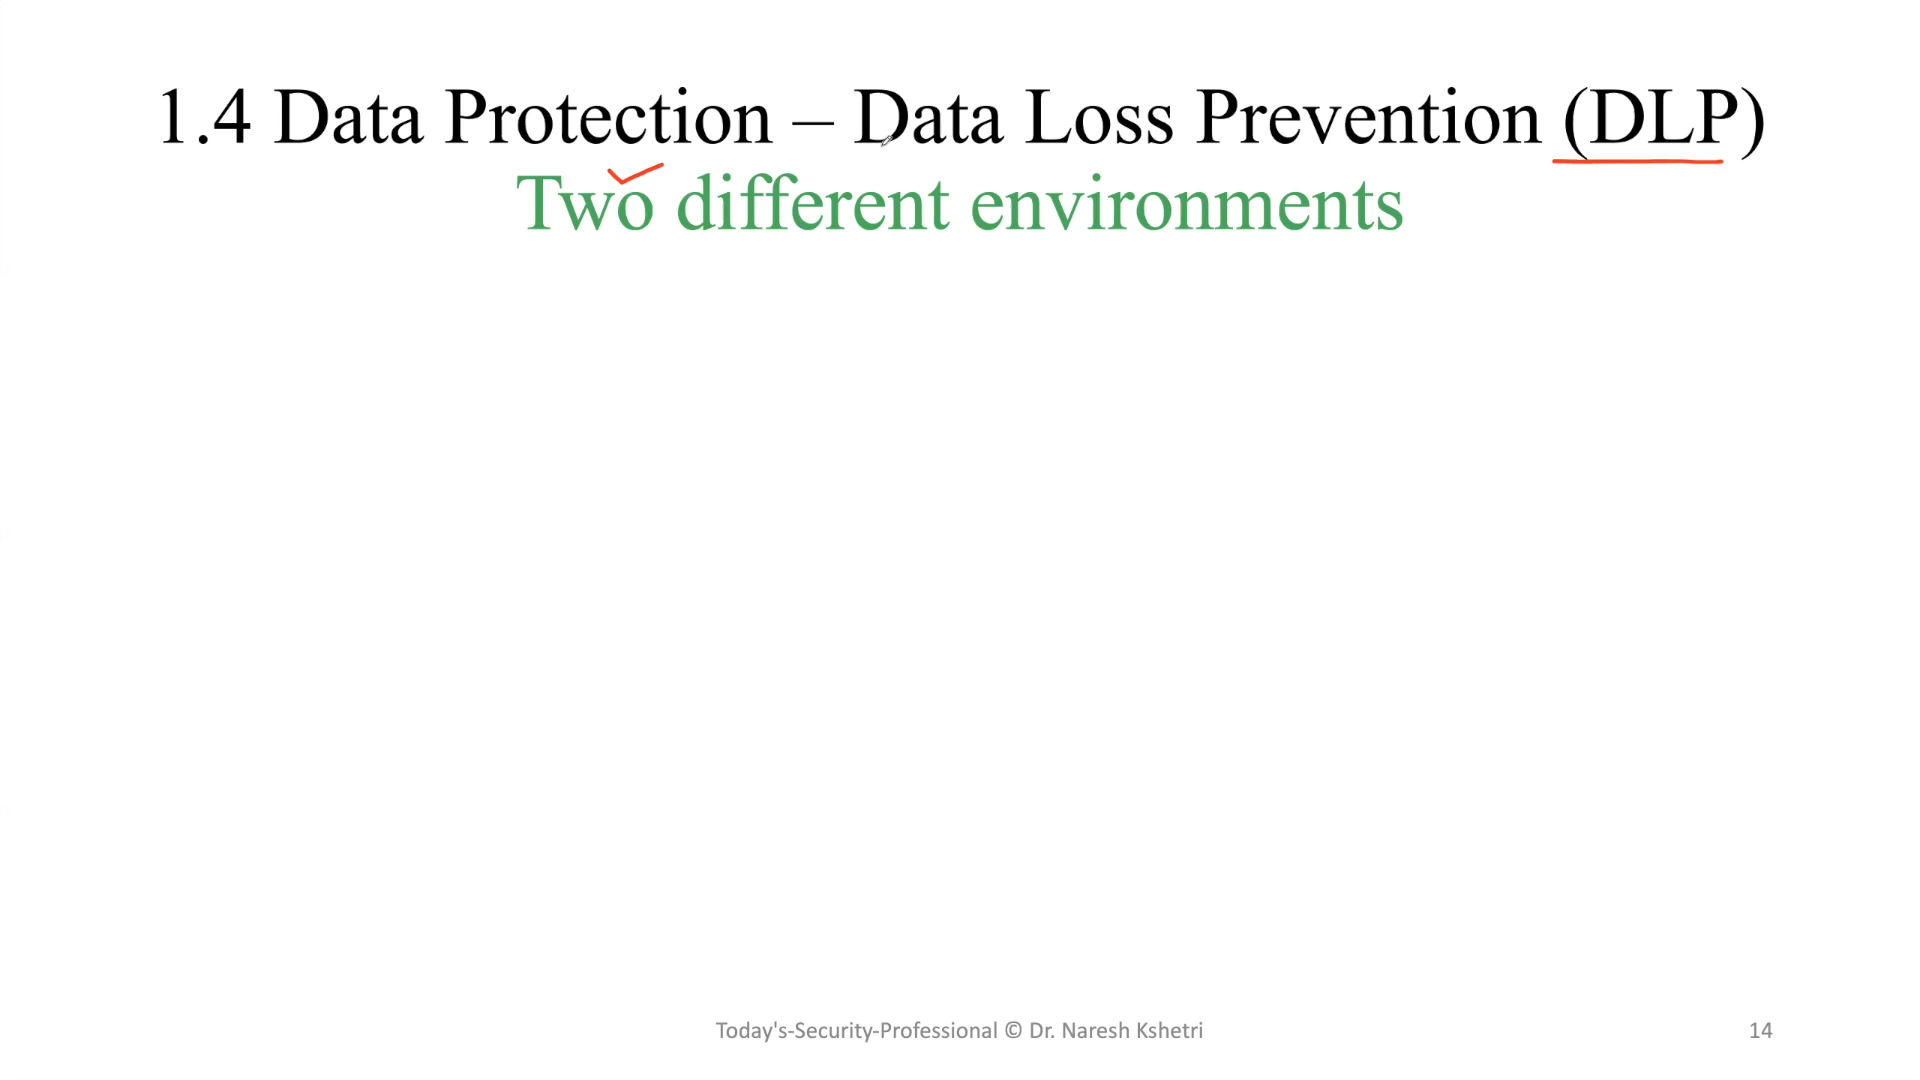 1.4 Data Protection – Data Loss Prevention (DLP)
Two different environments
Today's-Security-Professional © Dr. Naresh Kshetri
14